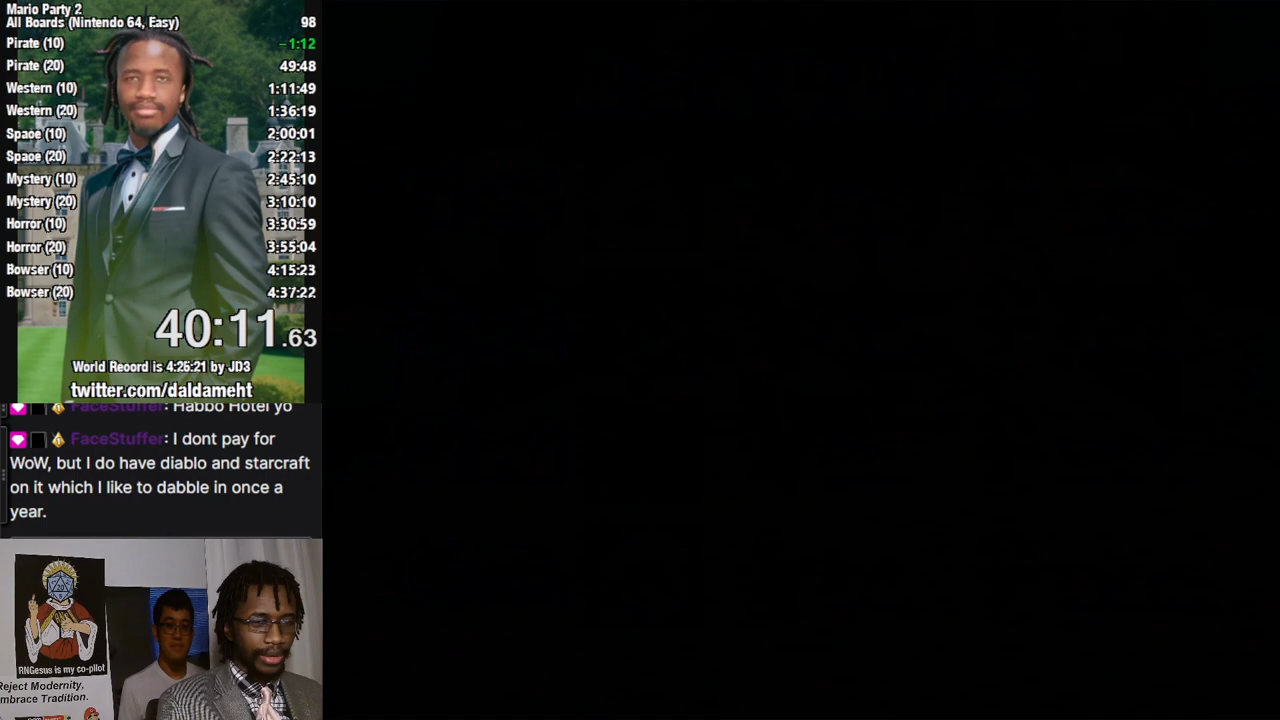 Mario Party 2
All Boards (Nintendo 64, Easy) 98
Pirate (10) -1:12
Pirate (20) 49:48
Western (10) 1:11:49
Western (20) 1:36:19
Space (10) 2:00:01
Space (20) 2:22:13
Mystery (10) 2:45:10
Mystery (20) 3:10:10
Horror (10) 3:30:59
Horror (20) 3:55:04
Bowser (10) 4:15:23
Bowser (20) 4:37:22
40:11.63
World Record is 4:25:21 by JD3
twitter.com/daldameht
FaceStuffer: Habbo Hotel yo
FaceStuffer: I dont pay for
WoW, but I do have diablo and starcraft
on it which I like to dabble in once a
year.
RNGesus is my co-pilot
Reject Modernity,
mbrace Tradition.